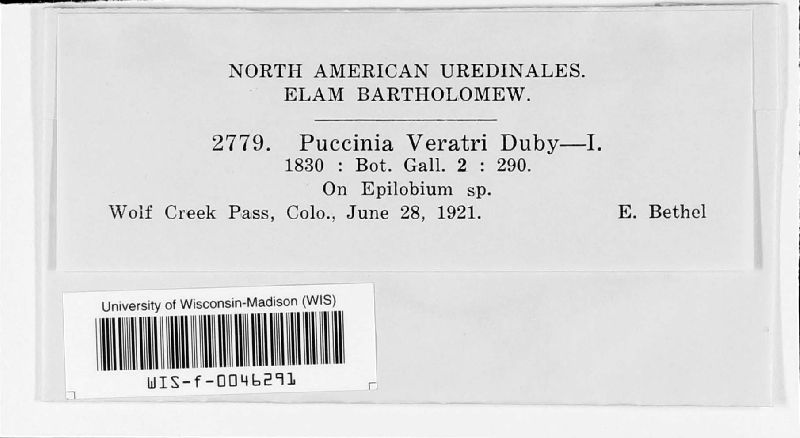 NORTH AMERICAN UREDINALES.
ELAM BARTHOLOMEW.
2779. Puccinia Veratri Duby—I.
1830 : Bot. Gall. 2 : 290.
On Epilobium sp.
Wolf Creek Pass, Colo., June 28, 1921. E. Bethel
University of Wisconsin-Madison (WIS)
WIS-f-0046291